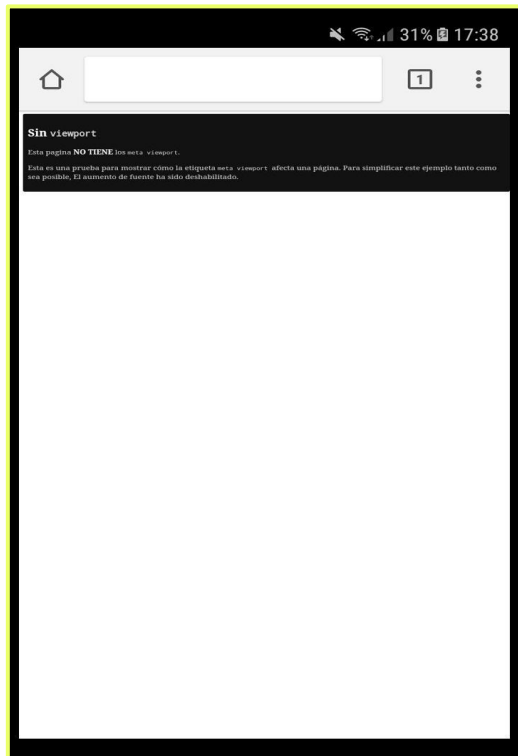 31% 17:38
1
Sin viewport
Esta pagina NO TIENE los meta viewport.
Esta es una prueba para mostrar cómo la etiqueta meta viewport afecta una página. Para simplificar este ejemplo tanto como
sea posible, El aumento de fuente ha sido deshabilitado.